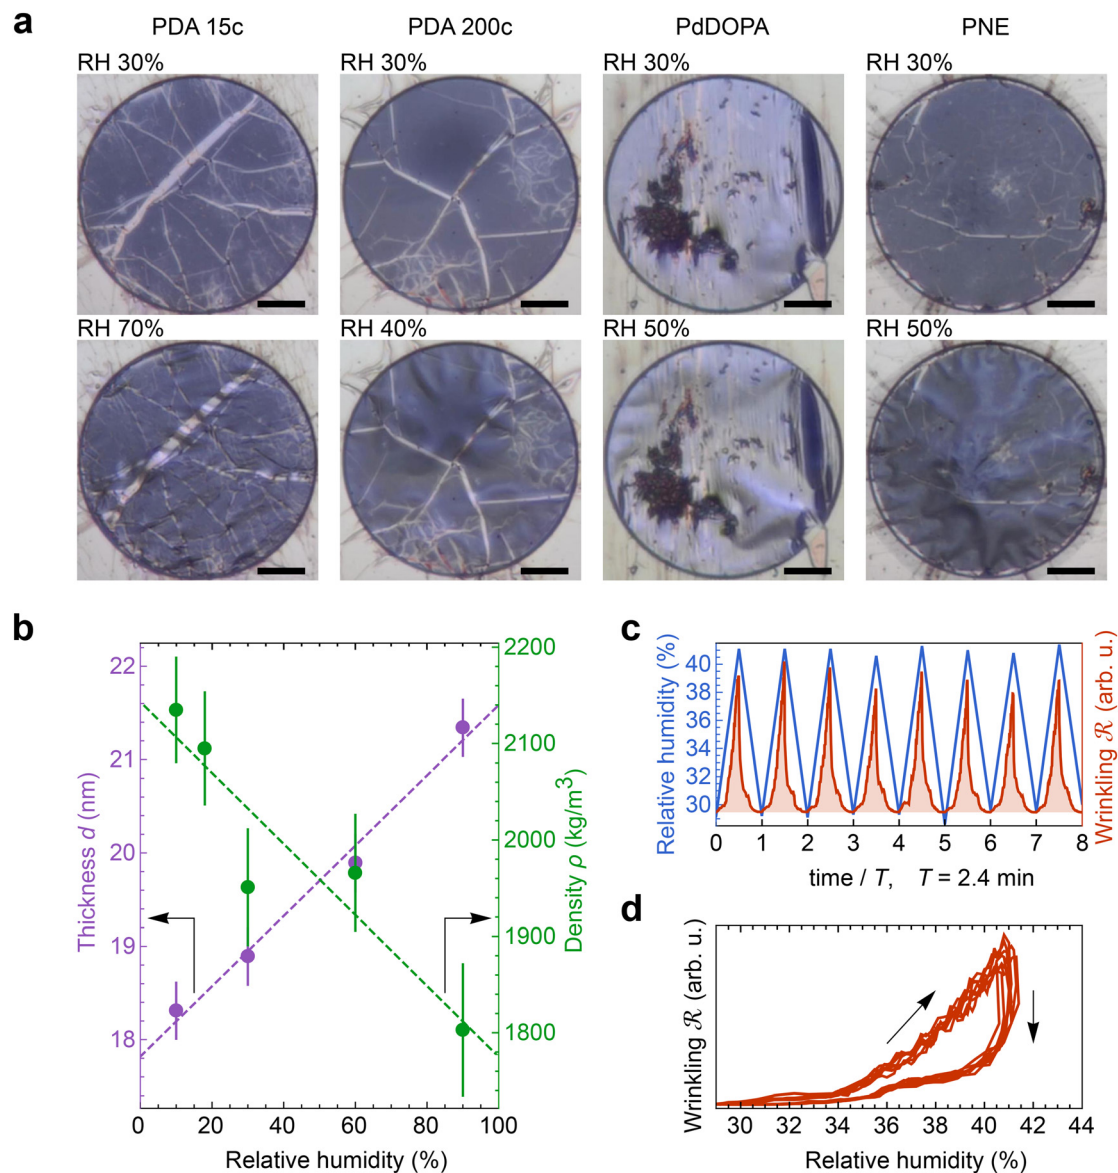 a
PDA 15c PDA 200c PdDOPA PNE
RH 30% RH 30% RH 30% RH 30%
RH 70% RH 40% RH 50% RH 50%
b
Thickness d (nm)
22
21
20
19
18
2200
2100
2000
1900
1800
Density ρ (kg/m³)
0 20 40 60 80 100
Relative humidity (%)
c
Relative humidity (%)
40
38
36
34
32
30
Wrinkling ℛ (arb. u.)
0 1 2 3 4 5 6 7 8
time / T, T = 2.4 min
d
Wrinkling ℛ (arb. u.)
30 32 34 36 38 40 42 44
Relative humidity (%)